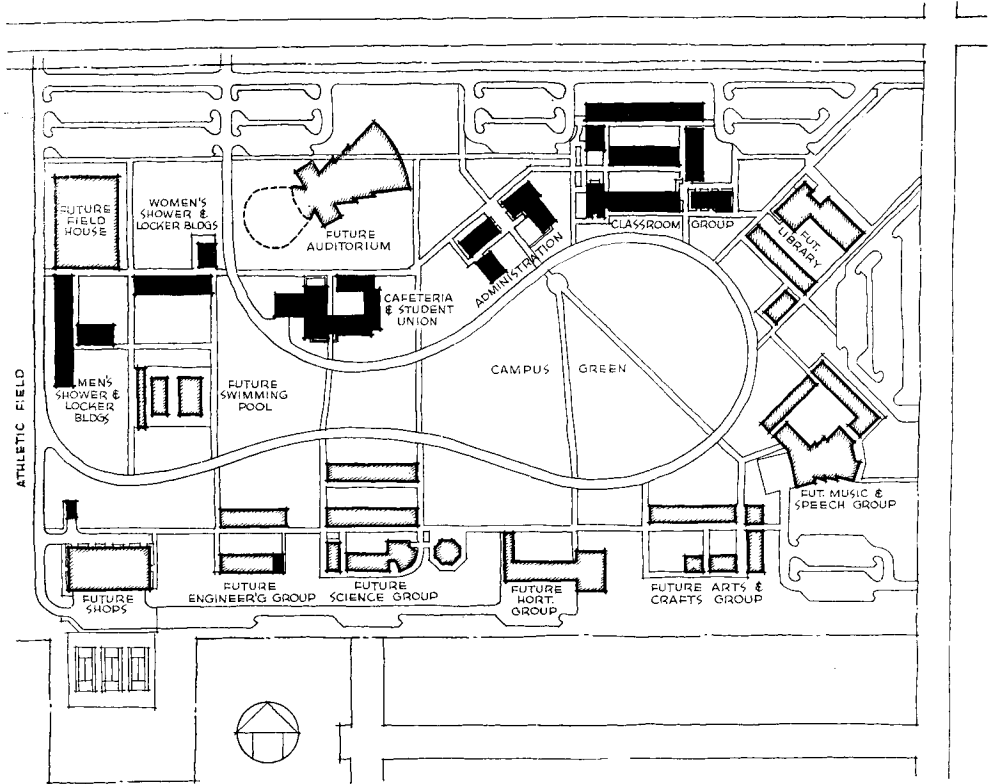 FUTURE
FIELD
HOUSE
WOMEN'S
SHOWER &
LOCKER BLDGS
FUTURE
AUDITORIUM
ADMINISTRATION
CLASSROOM GROUP
FUT.
LIBRARY
CAFETERIA
& STUDENT
UNION
CAMPUS GREEN
MEN'S
SHOWER &
LOCKER
BLDGS
FUTURE
SWIMMING
POOL
ATHLETIC FIELD
FUT. MUSIC &
SPEECH GROUP
FUTURE
SHOPS
FUTURE
ENGINEER'G GROUP
FUTURE
SCIENCE GROUP
FUTURE
HORT.
GROUP
FUTURE ARTS &
CRAFTS GROUP